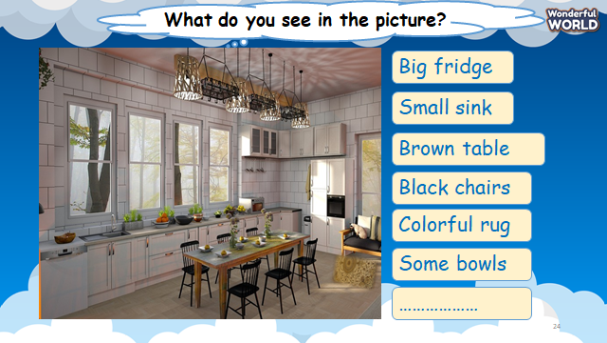 What do you see in the picture?
Wonderful
WORLD
Big fridge
Small sink
Brown table
Black chairs
Colorful rug
Some bowls
..................
24